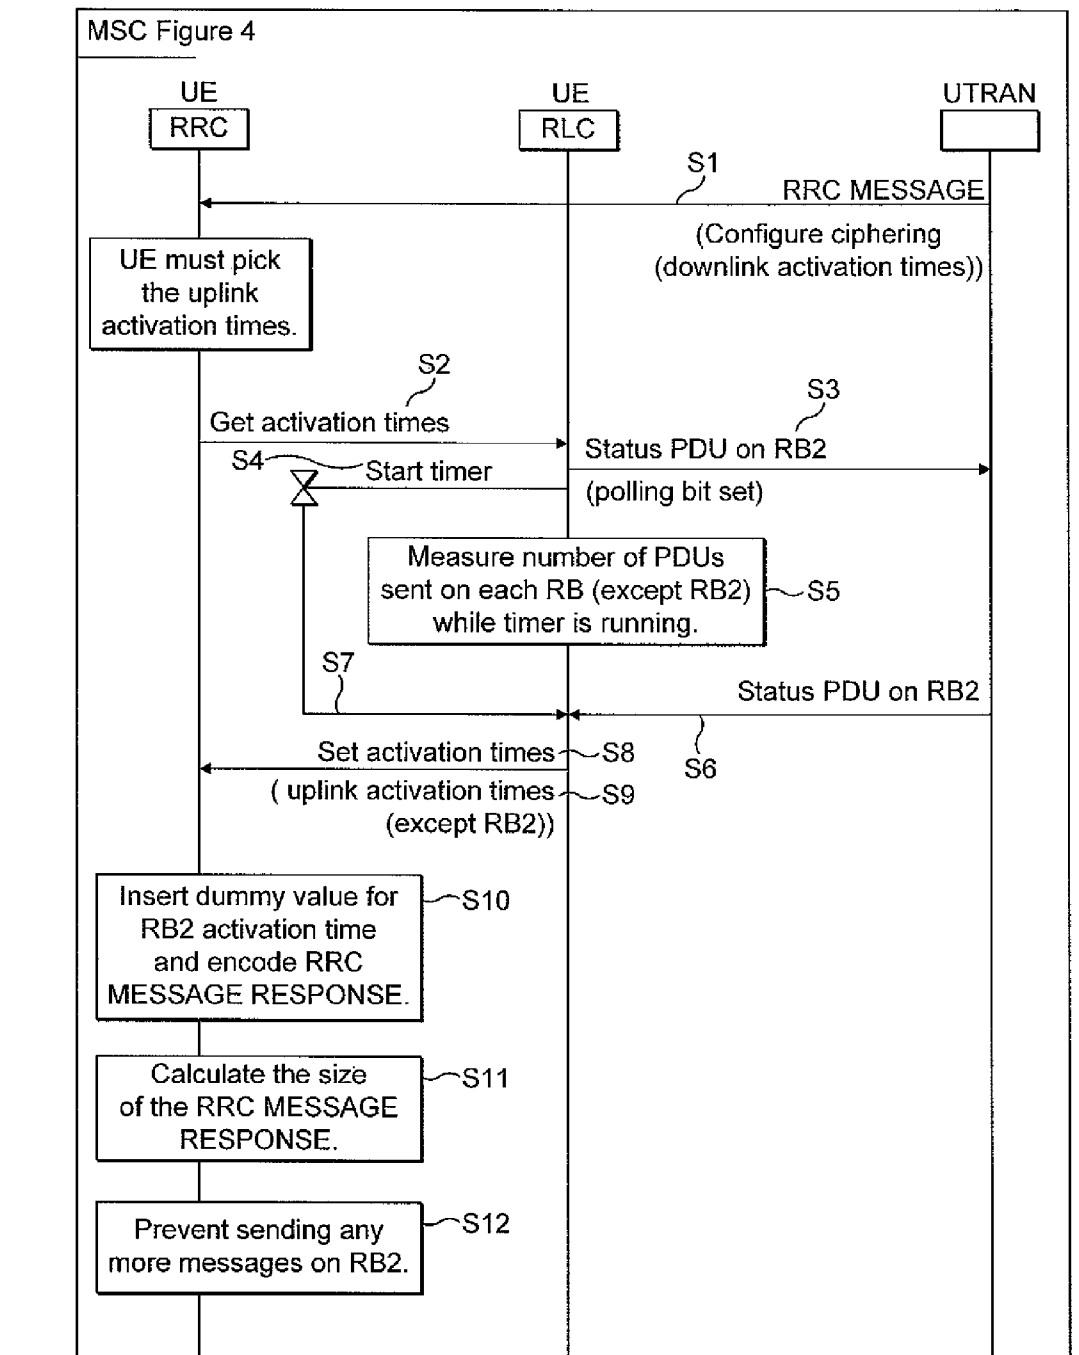 MSC Figure 4
UE
UE
UTRAN
RRC
RLC
S1
RRC MESSAGE
(Configure ciphering
(downlink activation times))
UE must pick
the uplink
activation times.
S2
S3
Get activation times
Status PDU on RB2
S4
Start timer
(polling bit set)
Measure number of PDUs
sent on each RB (except RB2)
while timer is running.
S5
S7
Status PDU on RB2
S6
Set activation times
S8
( uplink activation times
S9
(except RB2))
Insert dummy value for
RB2 activation time
and encode RRC
MESSAGE RESPONSE.
S10
Calculate the size
of the RRC MESSAGE
RESPONSE.
S11
Prevent sending any
more messages on RB2.
S12